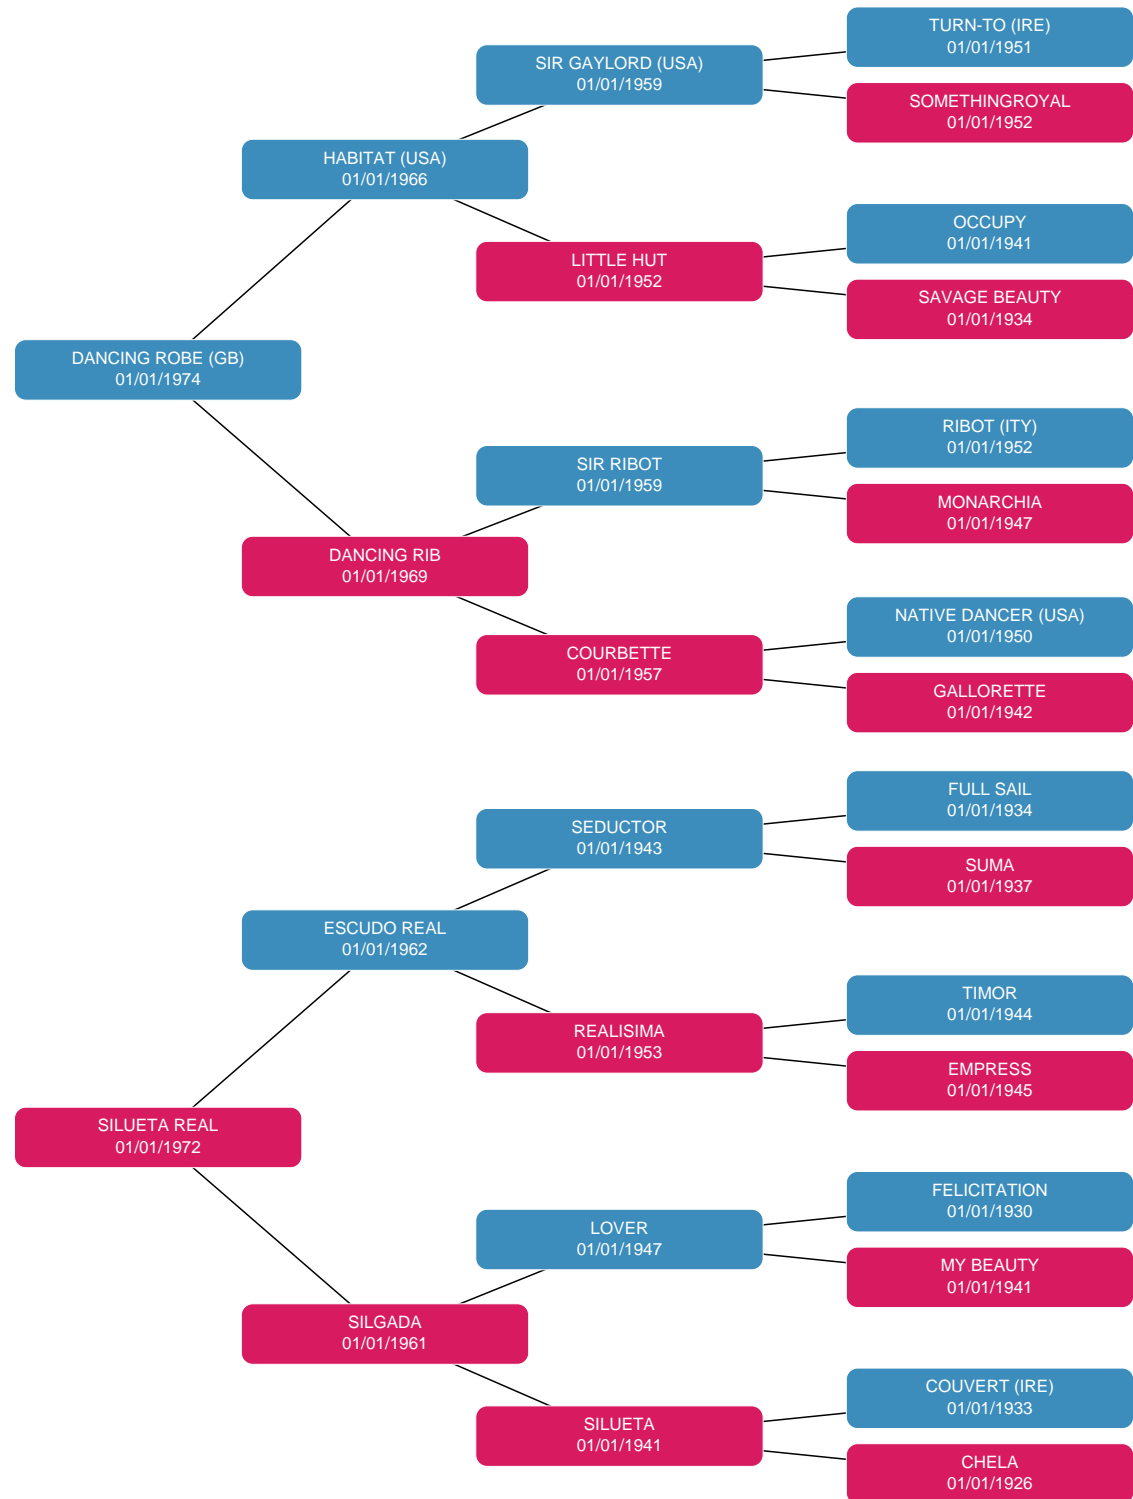 TURN-TO (IRE)
01/01/1951
SIR GAYLORD (USA)
01/01/1959
SOMETHINGROYAL
01/01/1952
HABITAT (USA)
01/01/1966
OCCUPY
01/01/1941
LITTLE HUT
01/01/1952
SAVAGE BEAUTY
01/01/1934
DANCING ROBE (GB)
01/01/1974
RIBOT (ITY)
01/01/1952
SIR RIBOT
01/01/1959
MONARCHIA
01/01/1947
DANCING RIB
01/01/1969
NATIVE DANCER (USA)
01/01/1950
COURBETTE
01/01/1957
GALLORETTE
01/01/1942
FULL SAIL
01/01/1934
SEDUCTOR
01/01/1943
SUMA
01/01/1937
ESCUDO REAL
01/01/1962
TIMOR
01/01/1944
REALISIMA
01/01/1953
EMPRESS
01/01/1945
SILUETA REAL
01/01/1972
FELICITATION
01/01/1930
LOVER
01/01/1947
MY BEAUTY
01/01/1941
SILGADA
01/01/1961
COUVERT (IRE)
01/01/1933
SILUETA
01/01/1941
CHELA
01/01/1926